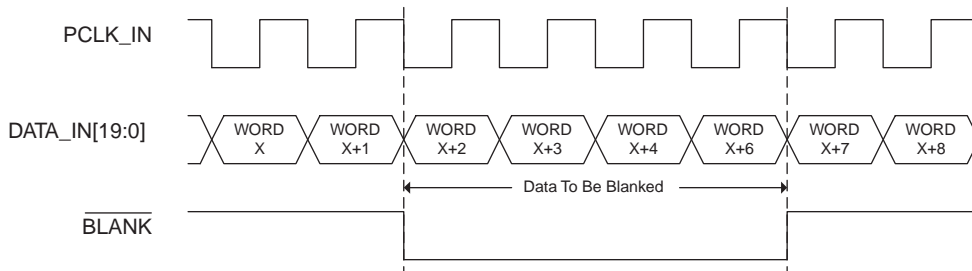 PCLK_IN
DATA_IN[19:0]
WORD X
WORD X+1
WORD X+2
WORD X+3
WORD X+4
WORD X+6
WORD X+7
WORD X+8
Data To Be Blanked
BLANK